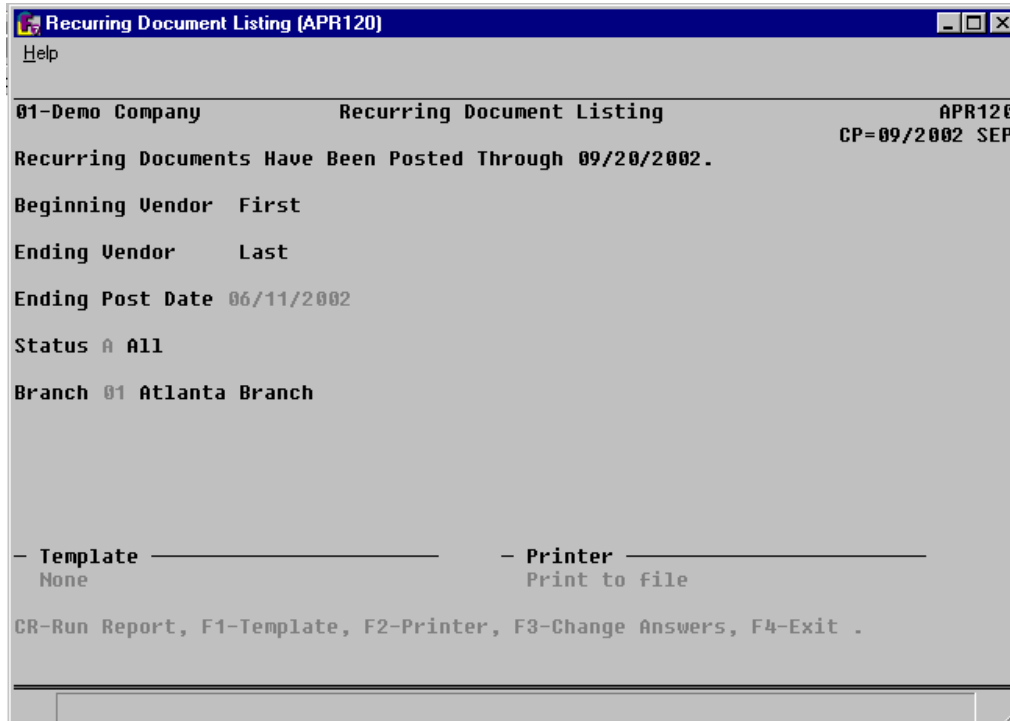 Recurring Document Listing (APR120)
Help
01-Demo Company Recurring Document Listing APR120
CP=09/2002 SEP
Recurring Documents Have Been Posted Through 09/20/2002.
Beginning Vendor First
Ending Vendor Last
Ending Post Date 06/11/2002
Status A All
Branch 01 Atlanta Branch
Template Printer
None Print to file
CR-Run Report, F1-Template, F2-Printer, F3-Change Answers, F4-Exit .